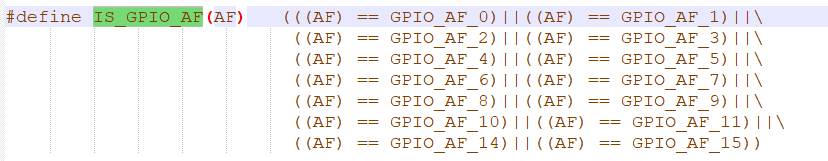 #define IS_GPIO_AF(AF) (((AF) == GPIO_AF_0)||((AF) == GPIO_AF_1)||\
((AF) == GPIO_AF_2)||((AF) == GPIO_AF_3)||\
((AF) == GPIO_AF_4)||((AF) == GPIO_AF_5)||\
((AF) == GPIO_AF_6)||((AF) == GPIO_AF_7)||\
((AF) == GPIO_AF_8)||((AF) == GPIO_AF_9)||\
((AF) == GPIO_AF_10)||((AF) == GPIO_AF_11)||\
((AF) == GPIO_AF_14)||((AF) == GPIO_AF_15))